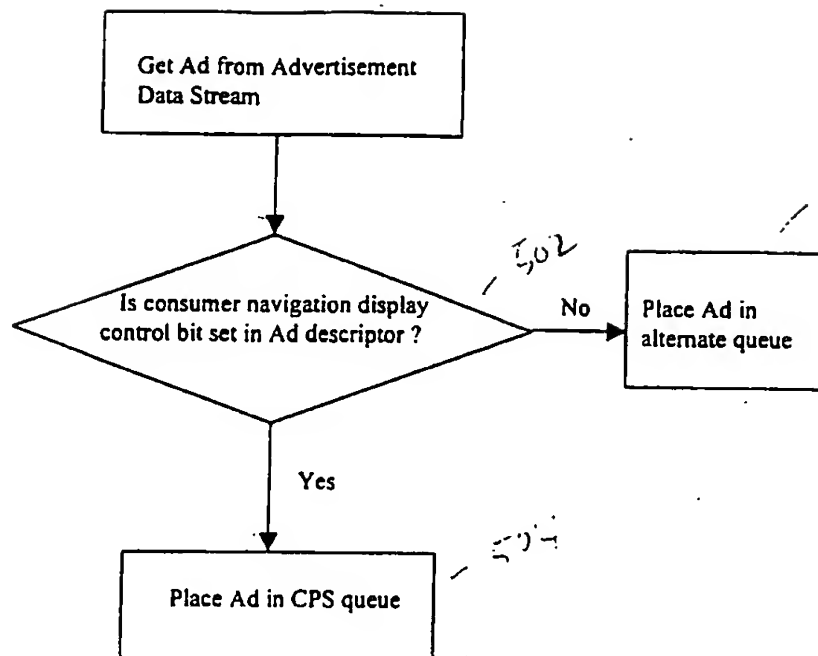 Get Ad from Advertisement
Data Stream
Is consumer navigation display
control bit set in Ad descriptor ?
502
No
Place Ad in
alternate queue
Yes
504
Place Ad in CPS queue